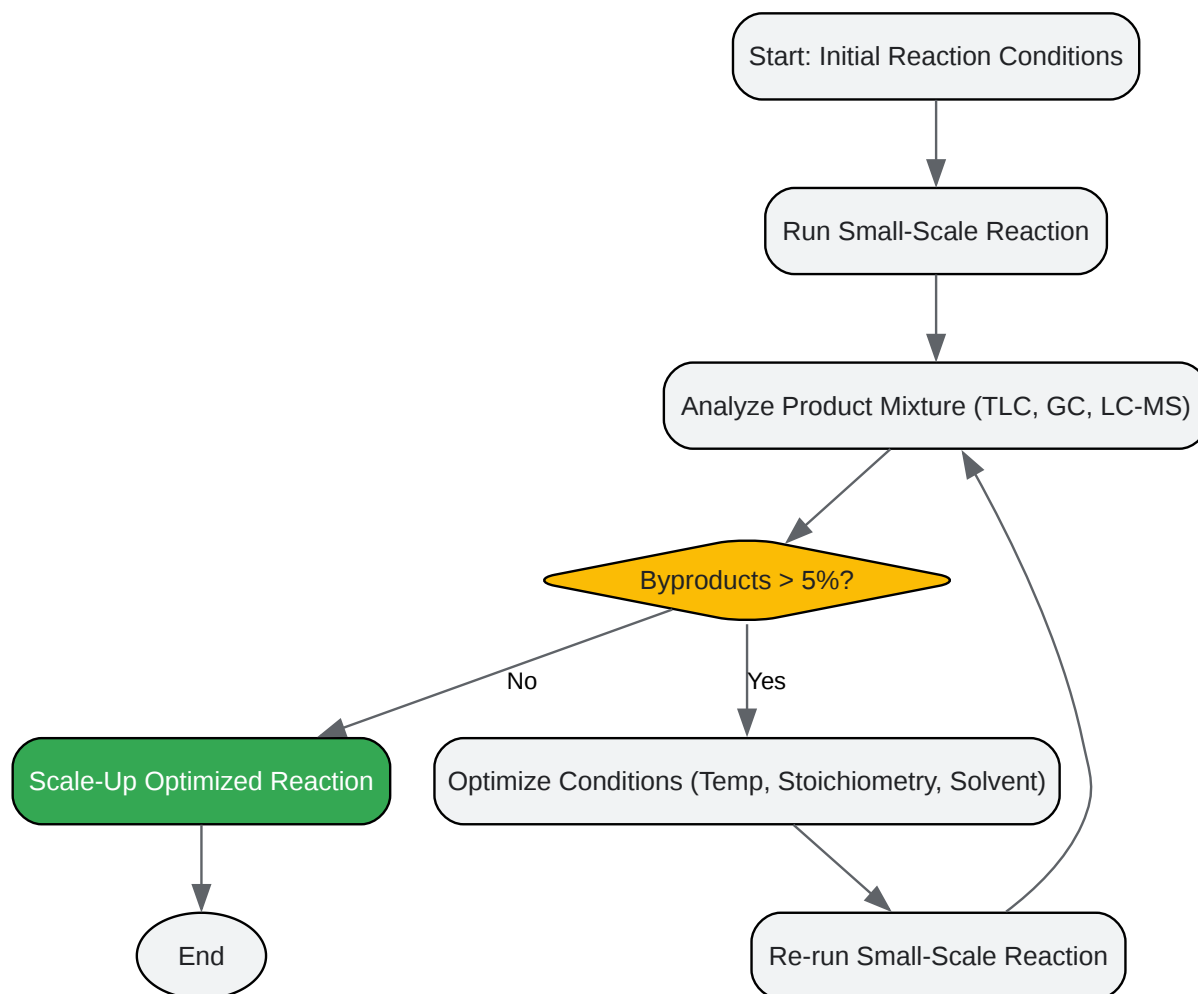 Start: Initial Reaction Conditions
Run Small-Scale Reaction
Analyze Product Mixture (TLC, GC, LC-MS)
Byproducts > 5%?
No
Yes
Scale-Up Optimized Reaction
Optimize Conditions (Temp, Stoichiometry, Solvent)
End
Re-run Small-Scale Reaction